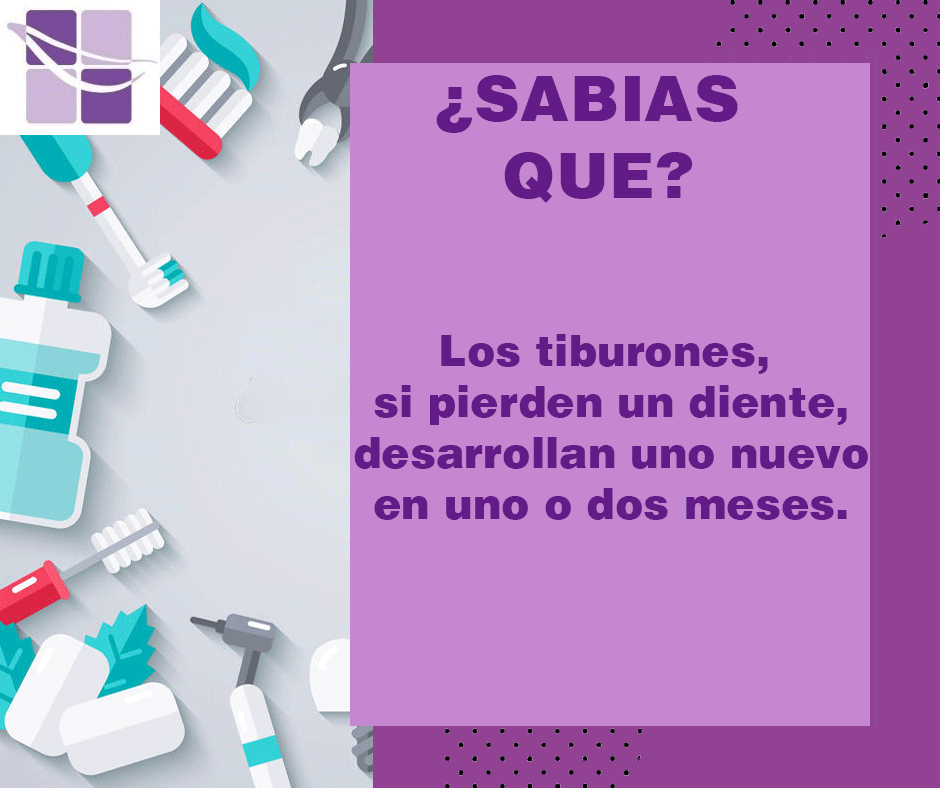 ¿SABIAS
QUE?
Los tiburones,
si pierden un diente,
desarrollan uno nuevo
en uno o dos meses.